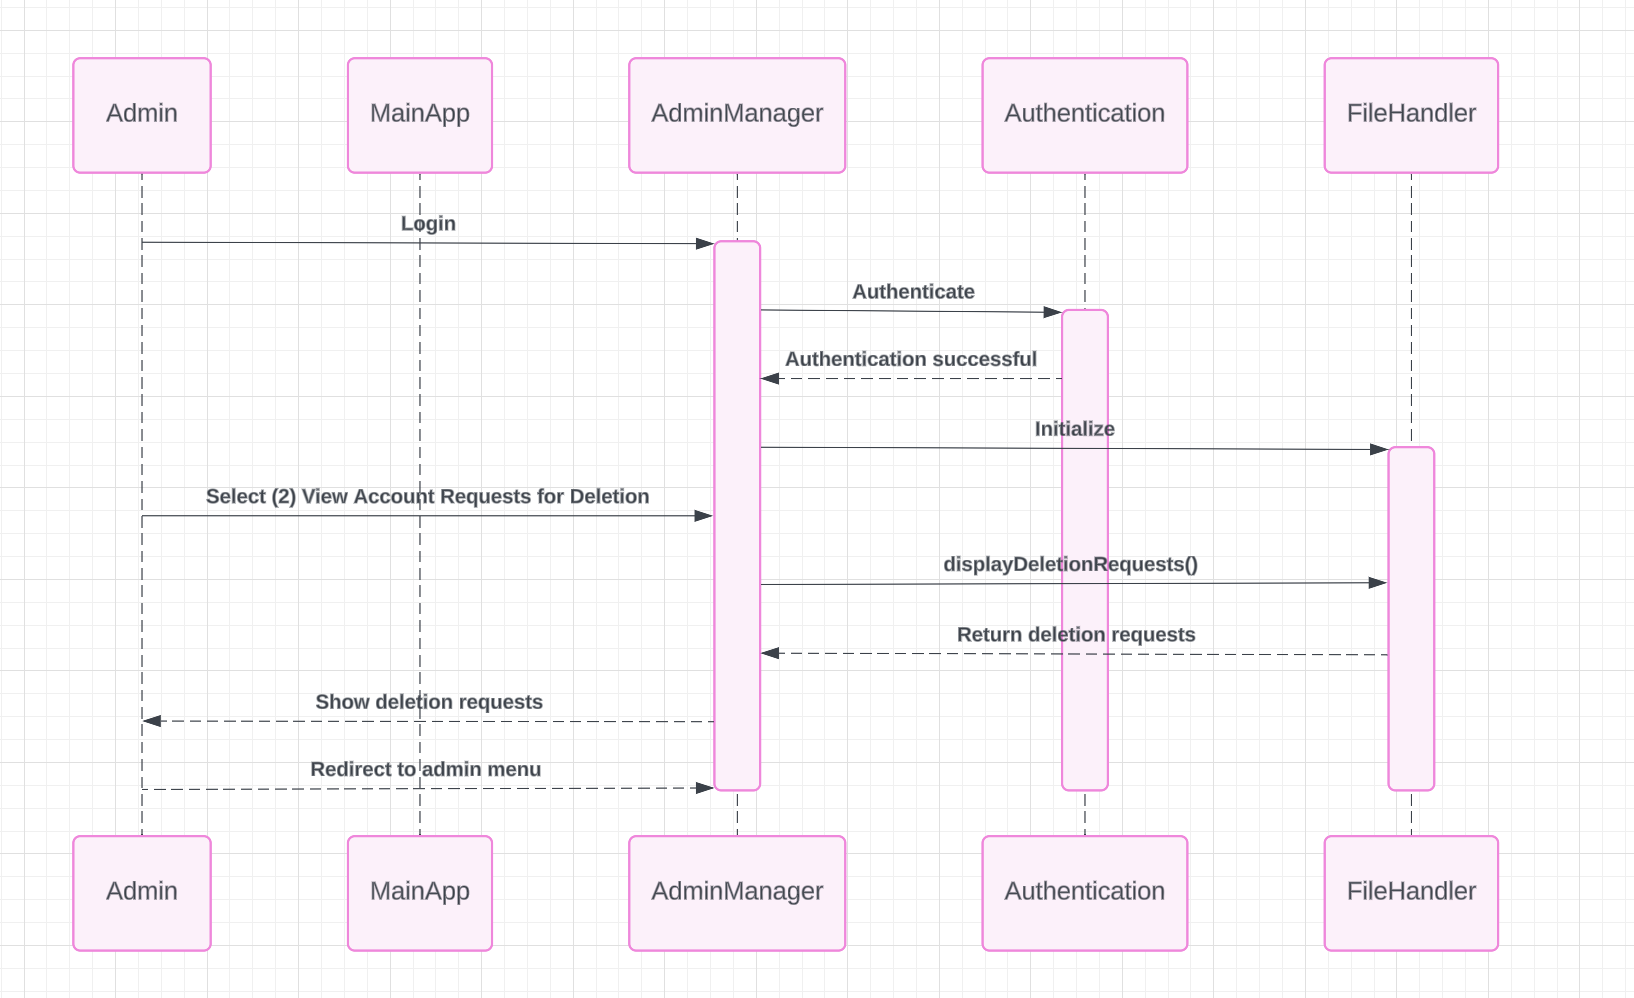 Admin
MainApp
AdminManager
Authentication
FileHandler
Login
Authenticate
Authentication successful
Initialize
Select (2) View Account Requests for Deletion
displayDeletionRequests()
Return deletion requests
Show deletion requests
Redirect to admin menu
Admin
MainApp
AdminManager
Authentication
FileHandler